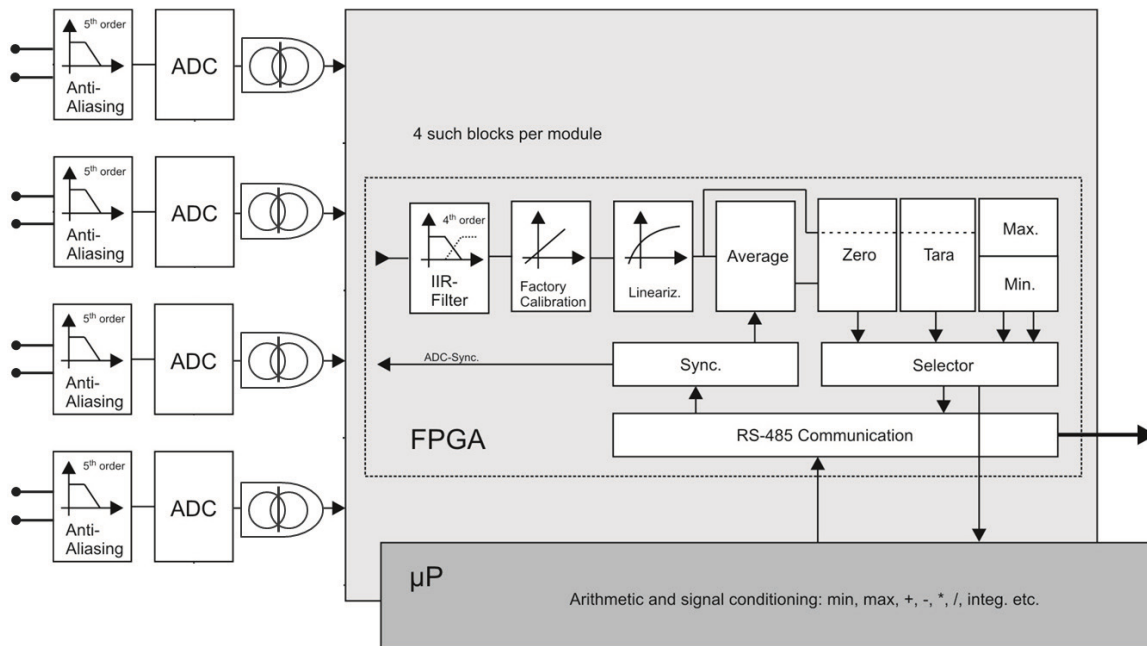 5th order
Anti-
Aliasing
ADC
5th order
Anti-
Aliasing
ADC
5th order
Anti-
Aliasing
ADC
5th order
Anti-
Aliasing
ADC
4 such blocks per module
4th order
IIR-
Filter
Factory
Calibration
Lineariz.
Average
Zero
Tara
Max.
Min.
ADC-Sync.
Sync.
Selector
FPGA
RS-485 Communication
µP
Arithmetic and signal conditioning: min, max, +, -, *, /, integ. etc.